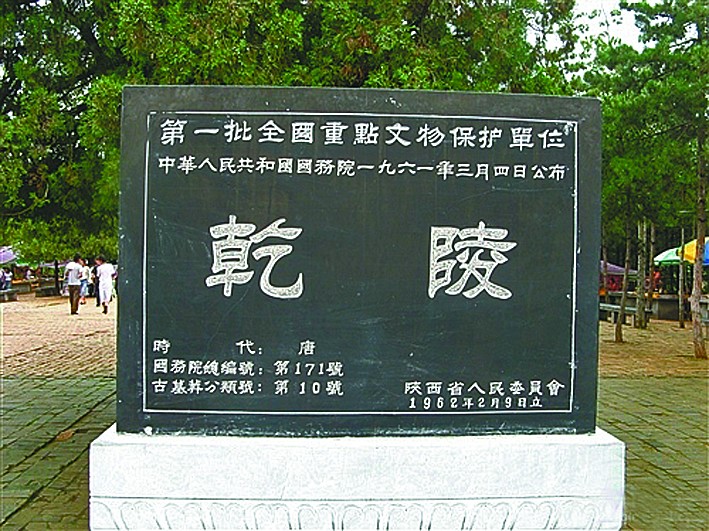 第一批全國重點文物保护單位
中華人民共和國國務院一九六一年三月四日公布
乾陵
時代：唐
國务院總編號：第171號
古墓葬分類號：第10號
陝西省人民委員會
1962年2月9日立